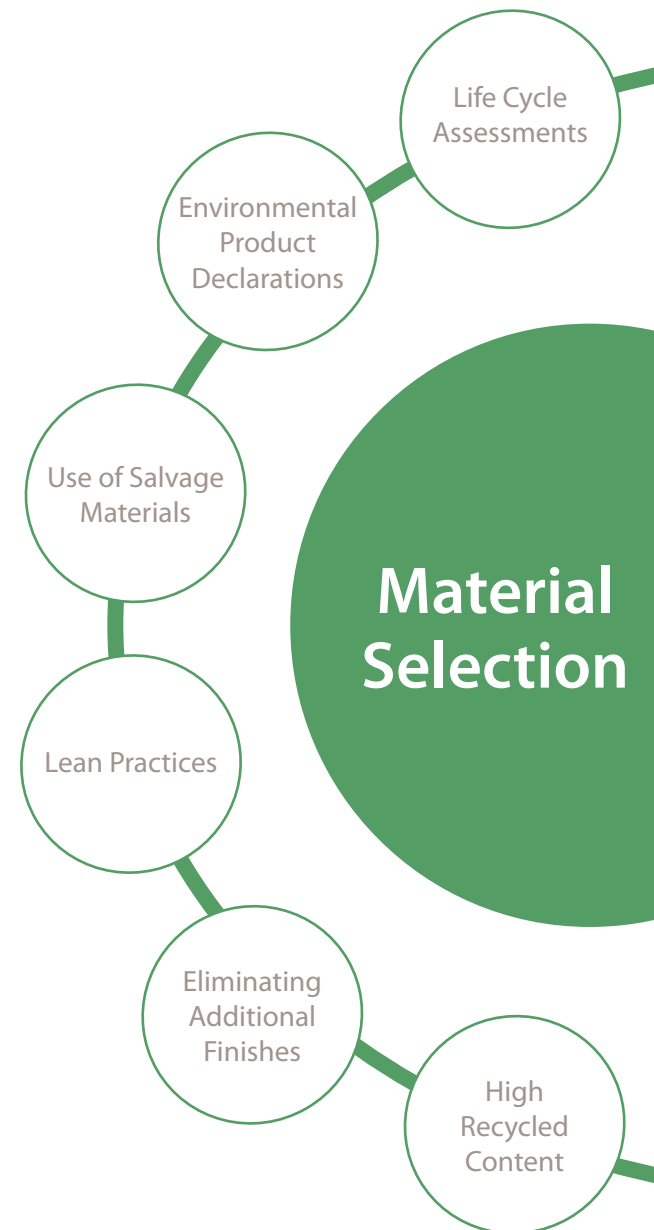 Life Cycle
Assessments
Environmental
Product
Declarations
Use of Salvage
Materials
Material
Selection
Lean Practices
Eliminating
Additional
Finishes
High
Recycled
Content